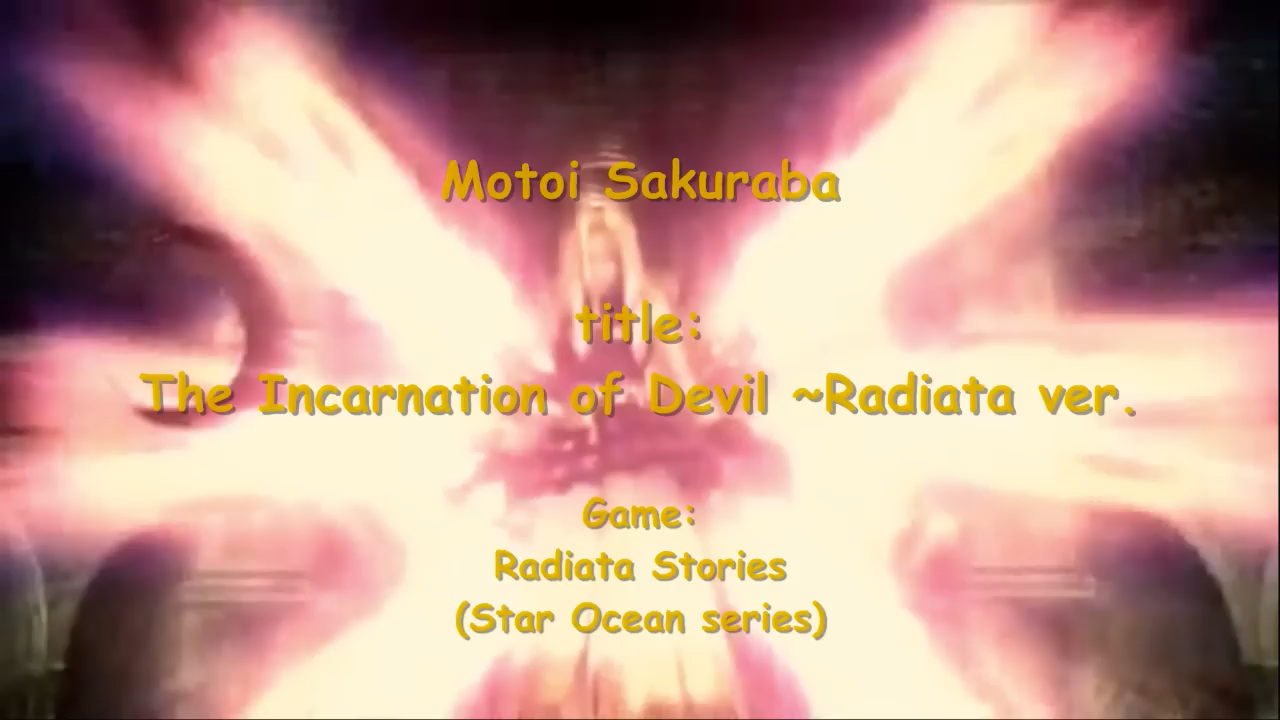 Motoi Sakuraba
title:
The Incarnation of Devil ~Radiata ver.
Game:
Radiata Stories
(Star Ocean series)